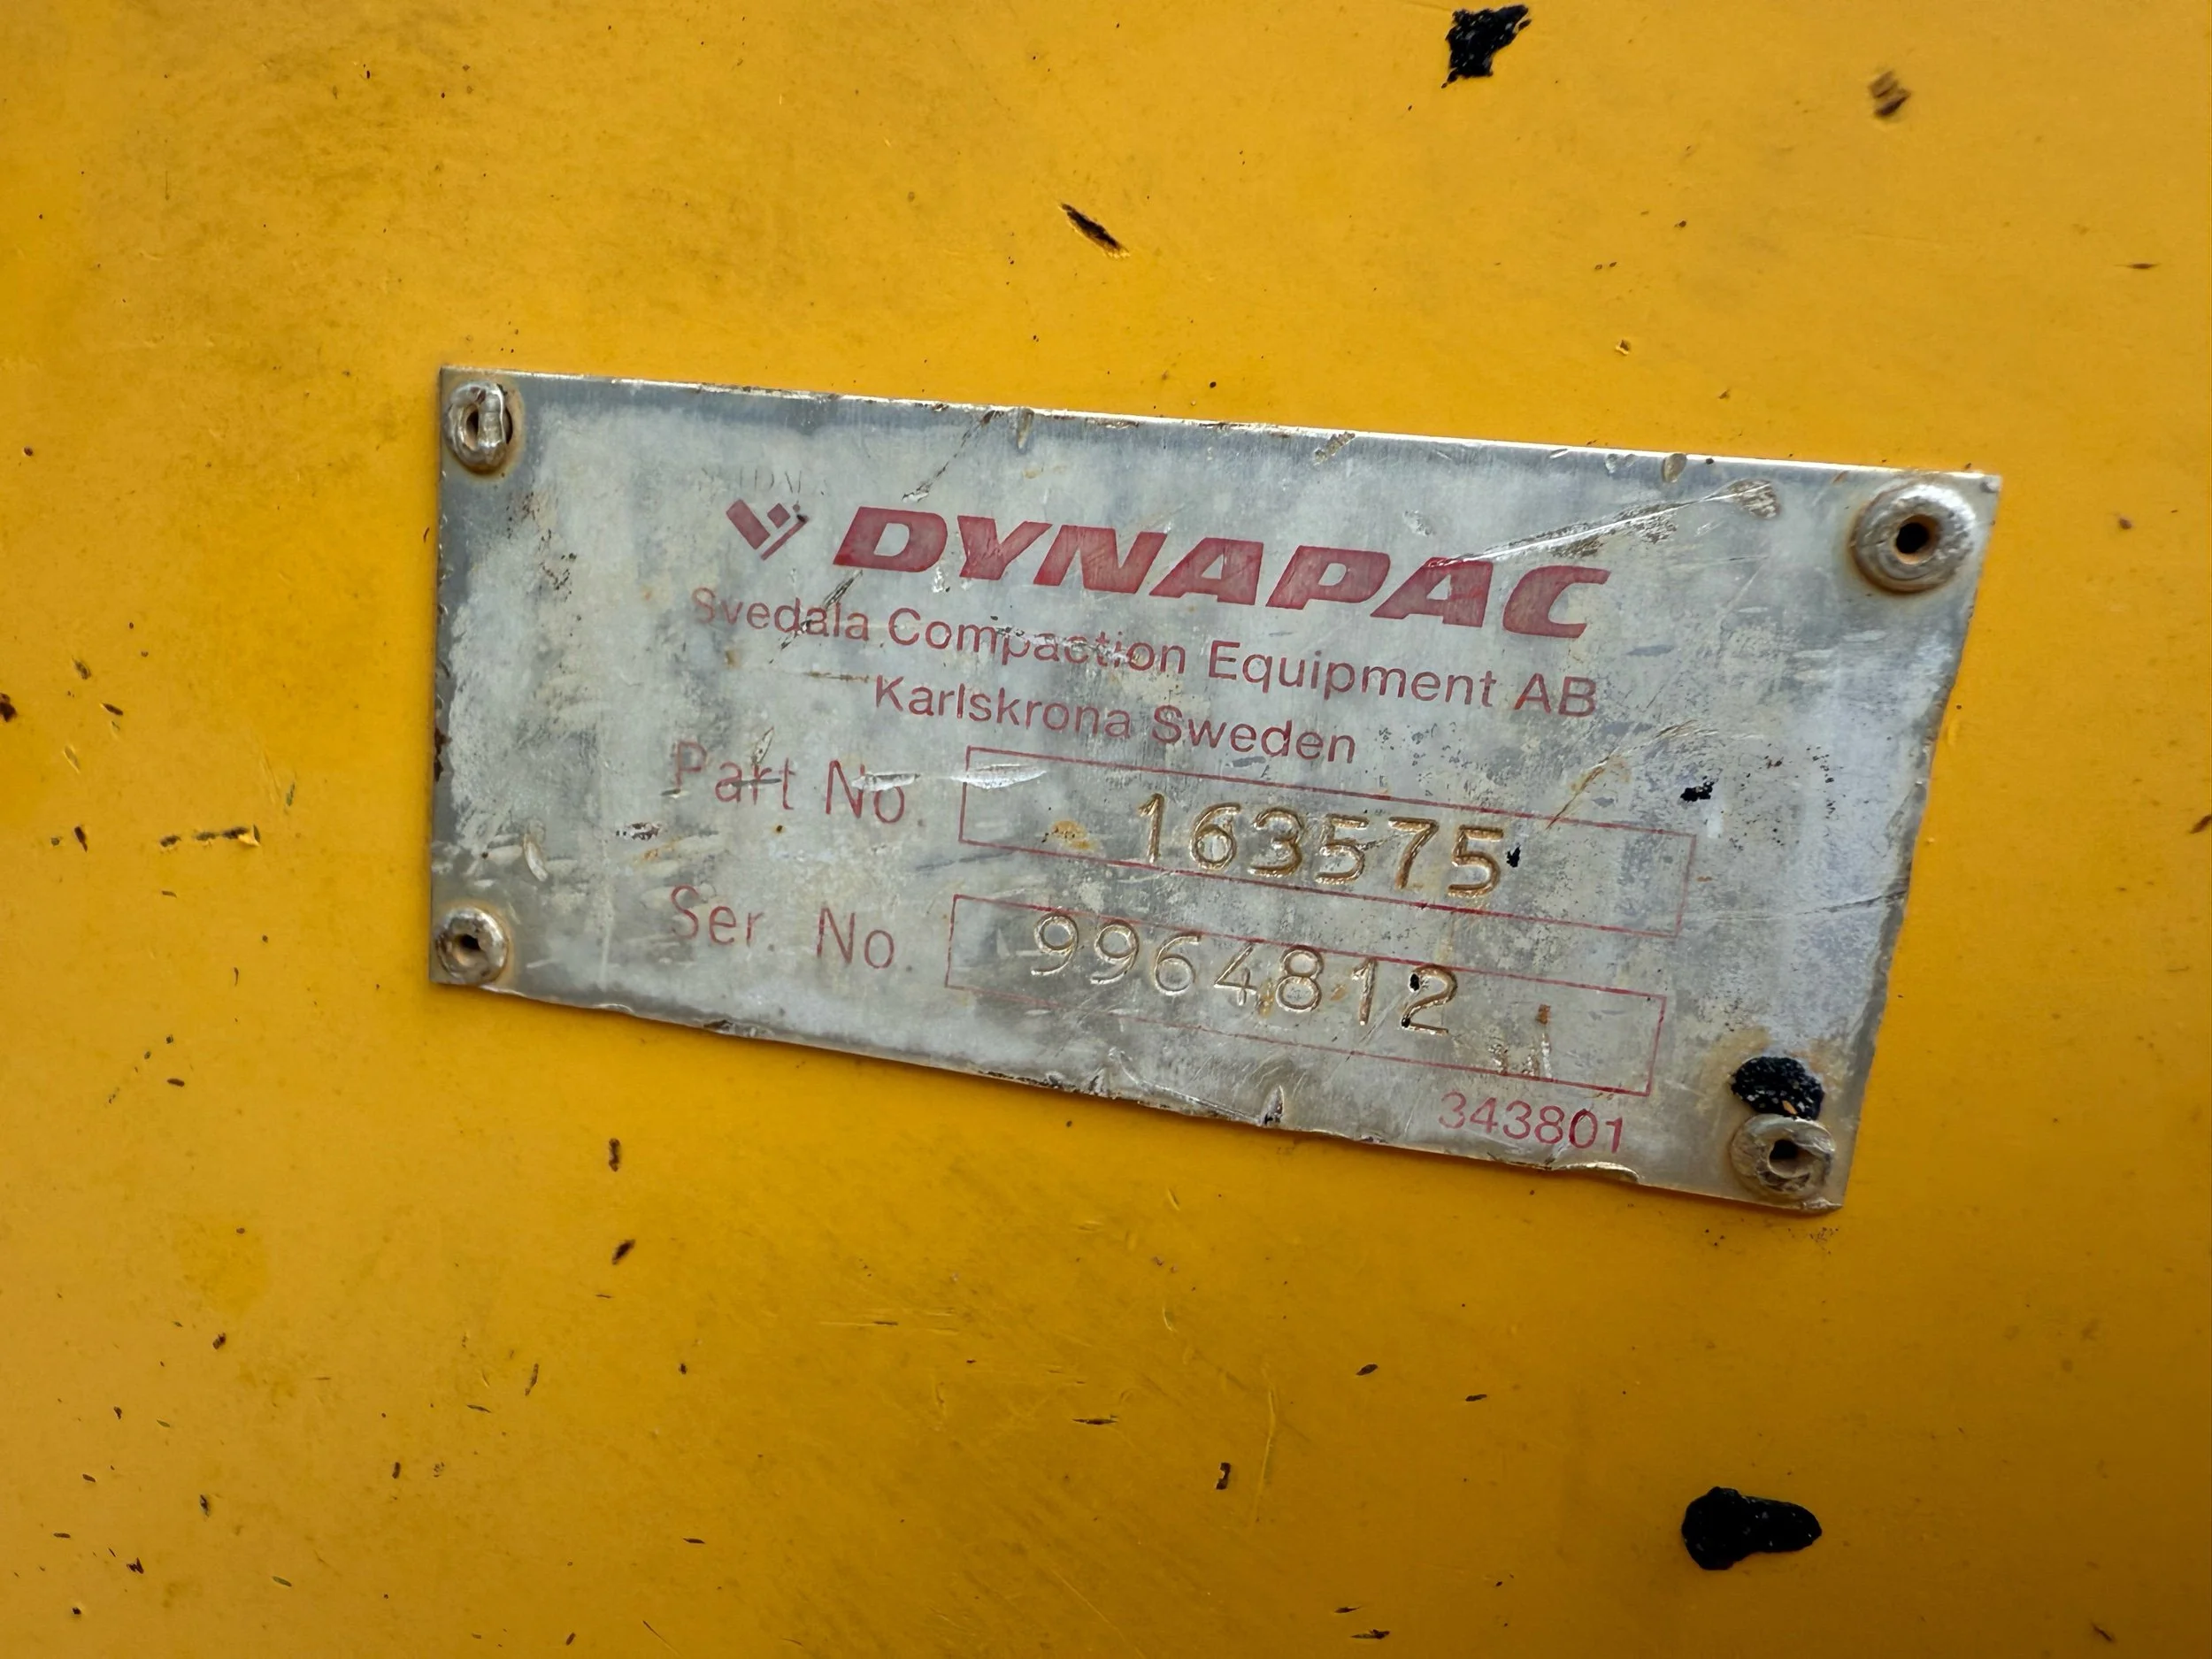 DYNAPAC
Svedala Compaction Equipment AB
Karlskrona Sweden
Part No. 163575
Ser. No. 9964812
343801